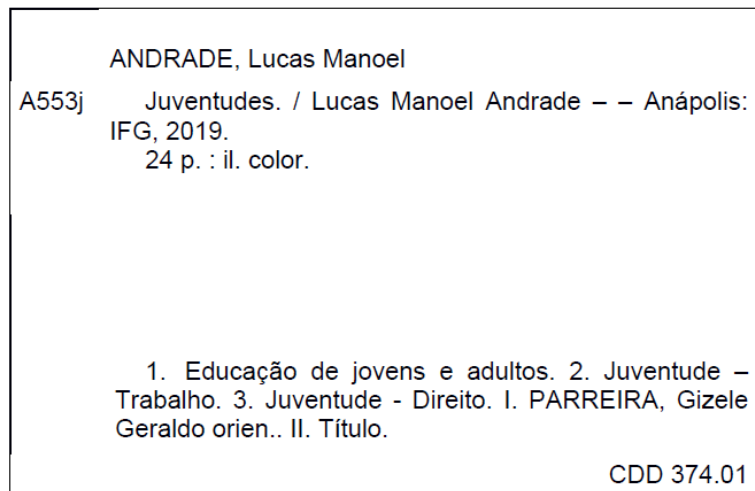 ANDRADE, Lucas Manoel
A553j Juventudes. / Lucas Manoel Andrade – – Anápolis:
IFG, 2019.
24 p. : il. color.
1. Educação de jovens e adultos. 2. Juventude –
Trabalho. 3. Juventude - Direito. I. PARREIRA, Gizele
Geraldo orien.. II. Título.
CDD 374.01